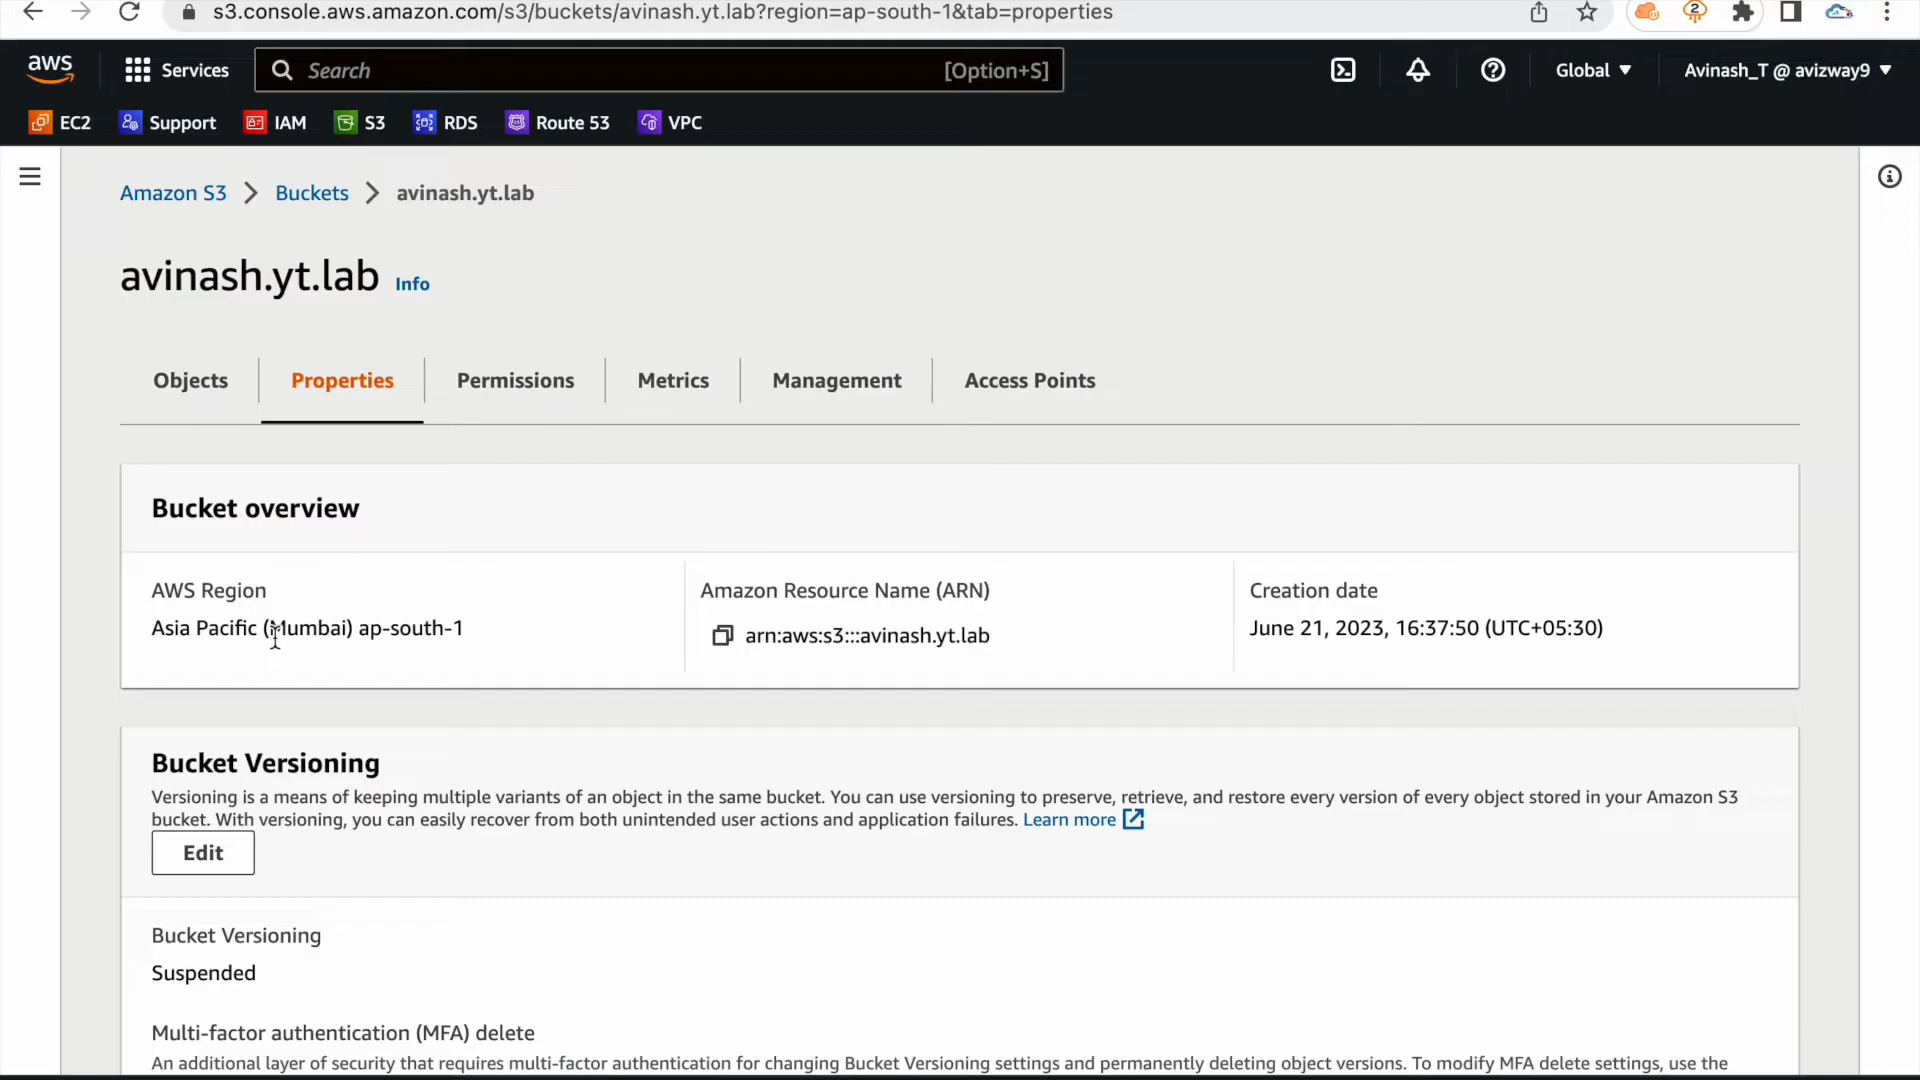 s3.console.aws.amazon.com/s3/buckets/avinash.yt.lab?region=ap-south-1&tab=properties
2
aws
Services
Search
[Option+S]
Global
Avinash_T @ avizway9
EC2
Support
IAM
S3
RDS
Route 53
VPC
Amazon S3
Buckets
avinash.yt.lab
avinash.yt.lab
Info
Objects
Properties
Permissions
Metrics
Management
Access Points
Bucket overview
AWS Region
Asia Pacific (Mumbai) ap-south-1
Amazon Resource Name (ARN)
arn:aws:s3:::avinash.yt.lab
Creation date
June 21, 2023, 16:37:50 (UTC+05:30)
Bucket Versioning
Versioning is a means of keeping multiple variants of an object in the same bucket. You can use versioning to preserve, retrieve, and restore every version of every object stored in your Amazon S3
bucket. With versioning, you can easily recover from both unintended user actions and application failures. Learn more
Edit
Bucket Versioning
Suspended
Multi-factor authentication (MFA) delete
An additional layer of security that requires multi-factor authentication for changing Bucket Versioning settings and permanently deleting object versions. To modify MFA delete settings, use the